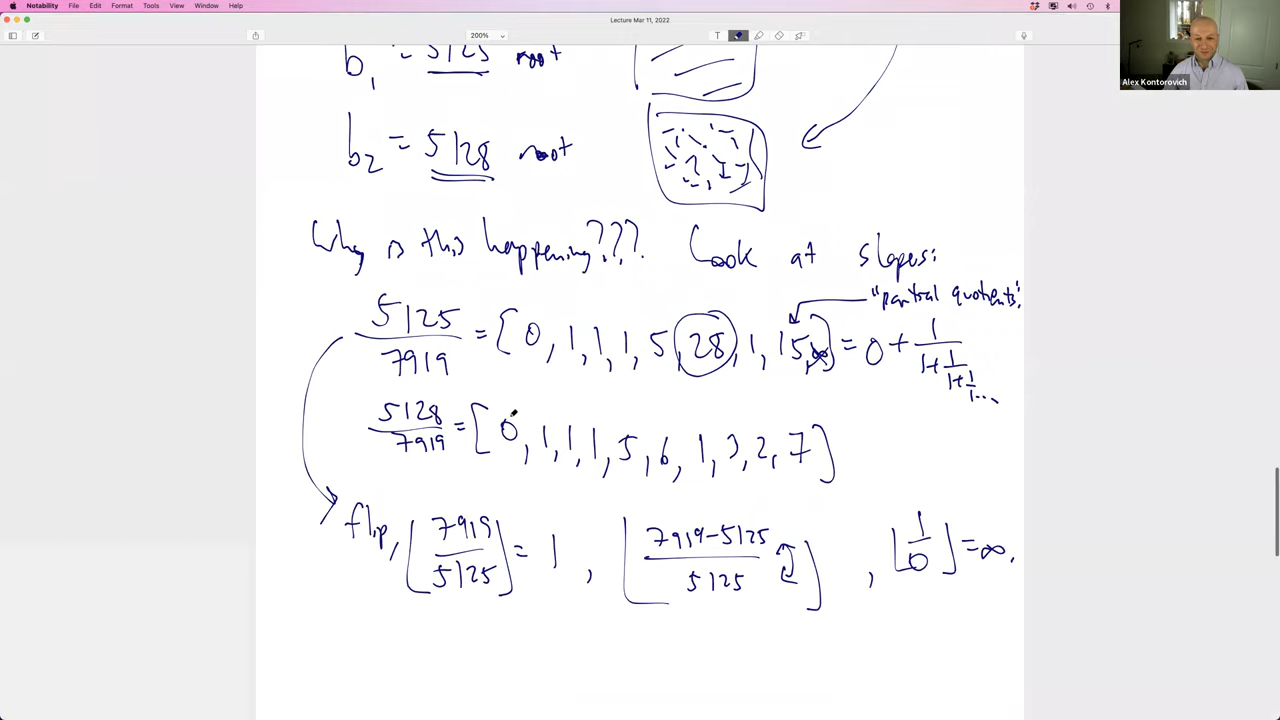 Notability File Edit Format View Tools Window Help
Lecture Mar 11, 2022
200%
Alex Kontorovich
b₁ = 5125 root
b₂ = 5128 root
Why is this happening??? Look at slopes:
"partial quotients".
5125/7919 = [0, 1, 1, 1, 5, 28, 1, 15, ∞] = 0 + 1/(1+1/(1+1/1...
5128/7919 = [0, 1, 1, 1, 5, 6, 1, 3, 2, 7]
flip, ⌊7919/5125⌋ = 1, ⌊(7919-5125)/5125⌋, ⌊1/0⌋ = ∞.